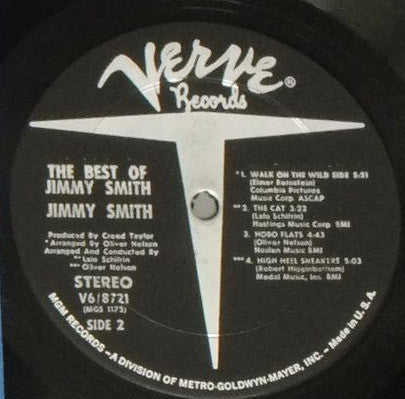 VERVE®
Records
THE BEST OF
JIMMY SMITH
JIMMY SMITH
Produced by Creed Taylor
* Arranged by Oliver Nelson
Arranged And Conducted By
** Lalo Schifrin
*** Oliver Nelson
STEREO
V6/8721
(MGS 1175)
SIDE 2
*1. WALK ON THE WILD SIDE 5:51
(Elmer Bernstein)
Columbia Pictures
Music Corp. ASCAP
**2. THE CAT 3:22
(Lalo Schifrin)
Hastings Music Corp. BMI
3. HOBO FLATS 4:43
(Oliver Nelson)
Noslen Music BMI
***4. HIGH HEEL SNEAKERS 5:03
(Robert Higginbotham)
Medal Music, Inc. BMI
MGM RECORDS – A DIVISION OF METRO-GOLDWYN-MAYER, INC. – Made in U.S.A.